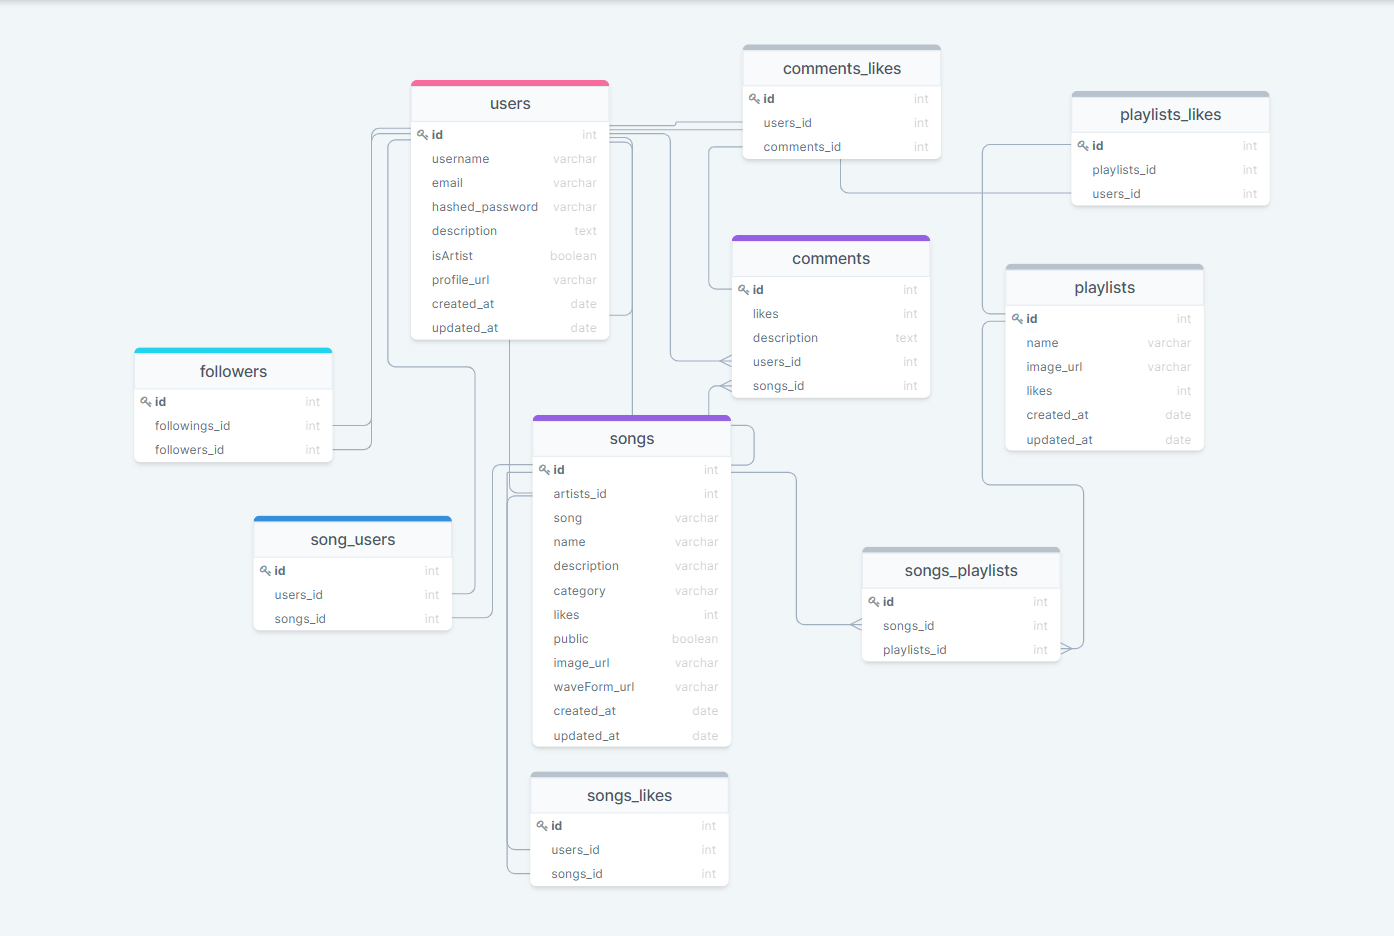 comments_likes
id int
users_id int
comments_id int
users
id int
username varchar
email varchar
hashed_password varchar
description text
isArtist boolean
profile_url varchar
created_at date
updated_at date
playlists_likes
id int
playlists_id int
users_id int
comments
id int
likes int
description text
users_id int
songs_id int
playlists
id int
name varchar
image_url varchar
likes int
created_at date
updated_at date
followers
id int
followings_id int
followers_id int
songs
id int
artists_id int
song varchar
name varchar
description varchar
category varchar
likes int
public boolean
image_url varchar
waveForm_url varchar
created_at date
updated_at date
song_users
id int
users_id int
songs_id int
songs_playlists
id int
songs_id int
playlists_id int
songs_likes
id int
users_id int
songs_id int